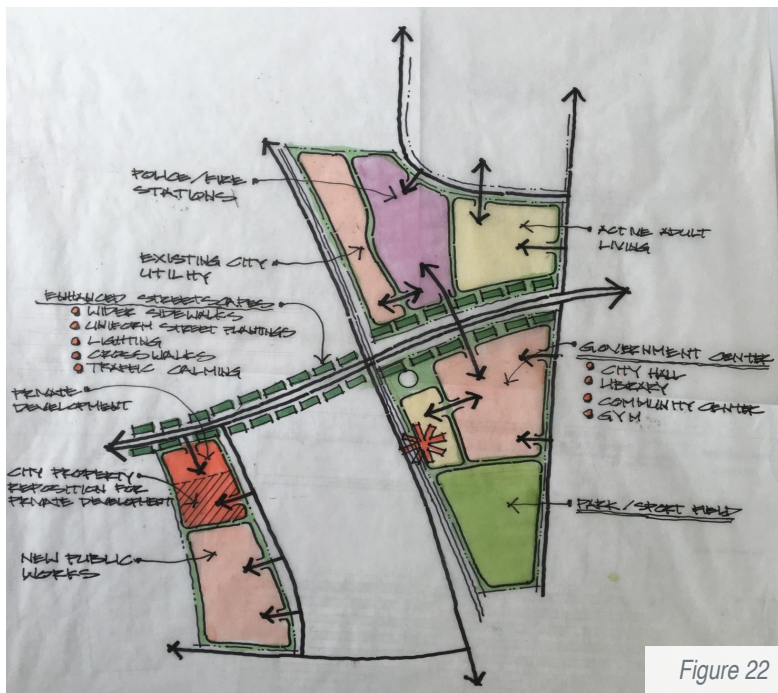 POLICE/FIRE
STATIONS
EXISTING CITY
UTILITY
ENHANCED STREETSCAPES
WIDER SIDEWALKS
UNIFORM STREET PLANTINGS
LIGHTING
CROSSWALKS
TRAFFIC CALMING
PRIVATE
DEVELOPMENT
CITY PROPERTY
REPOSITION FOR
PRIVATE DEVELOPMENT
NEW PUBLIC
WORKS
ACTIVE ADULT
LIVING
GOVERNMENT CENTER
CITY HALL
LIBRARY
COMMUNITY CENTER
GYM
PARK/SPORT FIELD
Figure 22